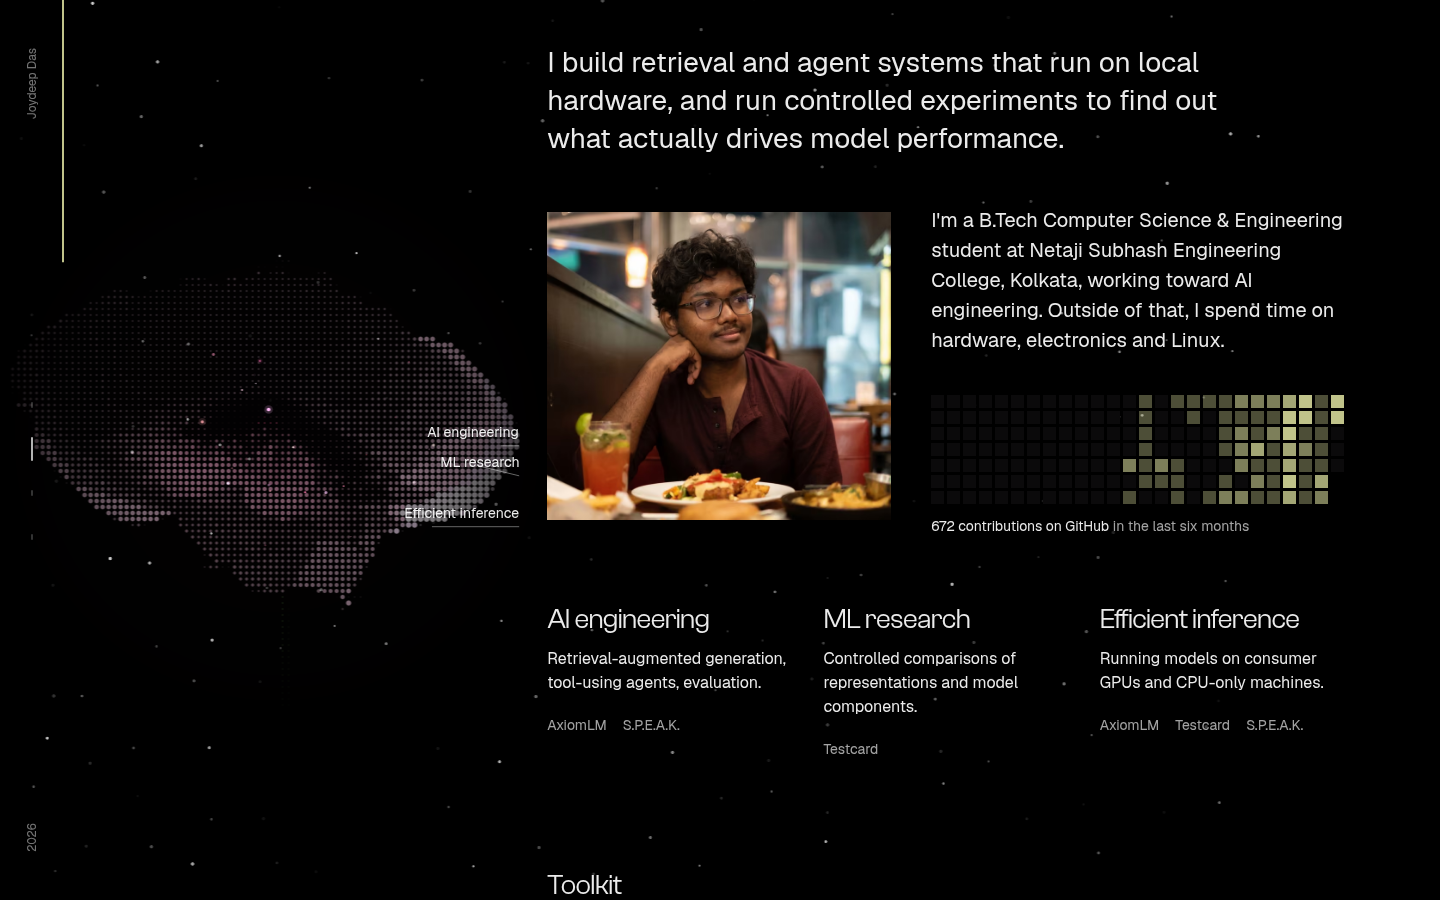 Joydeep Das
I build retrieval and agent systems that run on local
hardware, and run controlled experiments to find out
what actually drives model performance.
I'm a B.Tech Computer Science & Engineering
student at Netaji Subhash Engineering
College, Kolkata, working toward AI
engineering. Outside of that, I spend time on
hardware, electronics and Linux.
AI engineering
ML research
Efficient inference
672 contributions on GitHub in the last six months
AI engineering
Retrieval-augmented generation,
tool-using agents, evaluation.
AxiomLM S.P.E.A.K.
ML research
Controlled comparisons of
representations and model
components.
Testcard
Efficient inference
Running models on consumer
GPUs and CPU-only machines.
AxiomLM Testcard S.P.E.A.K.
2026
Toolkit